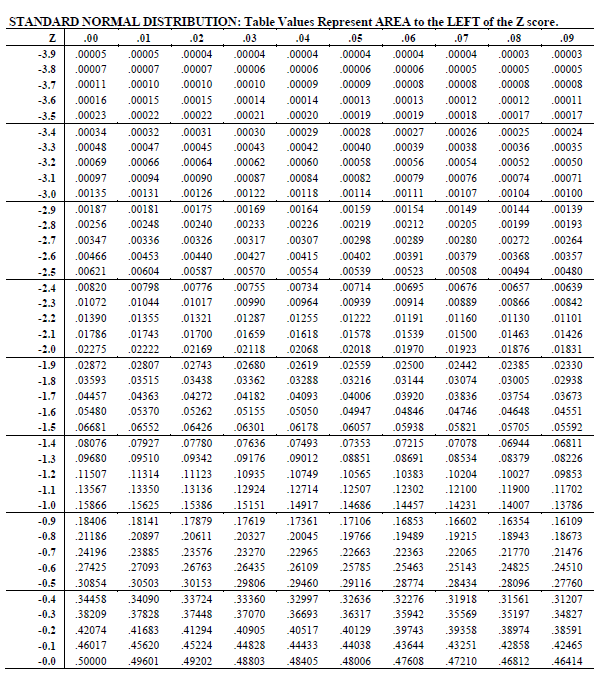 STANDARD NORMAL DISTRIBUTION: Table Values Represent AREA to the LEFT of the Z score.
Z .00 .01 .02 .03 .04 .05 .06 .07 .08 .09
-3.9 .00005 .00005 .00004 .00004 .00004 .00004 .00004 .00004 .00003 .00003
-3.8 .00007 .00007 .00007 .00006 .00006 .00006 .00006 .00005 .00005 .00005
-3.7 .00011 .00010 .00010 .00010 .00009 .00009 .00008 .00008 .00008 .00008
-3.6 .00016 .00015 .00015 .00014 .00014 .00013 .00013 .00012 .00012 .00011
-3.5 .00023 .00022 .00022 .00021 .00020 .00019 .00019 .00018 .00017 .00017
-3.4 .00034 .00032 .00031 .00030 .00029 .00028 .00027 .00026 .00025 .00024
-3.3 .00048 .00047 .00045 .00043 .00042 .00040 .00039 .00038 .00036 .00035
-3.2 .00069 .00066 .00064 .00062 .00060 .00058 .00056 .00054 .00052 .00050
-3.1 .00097 .00094 .00090 .00087 .00084 .00082 .00079 .00076 .00074 .00071
-3.0 .00135 .00131 .00126 .00122 .00118 .00114 .00111 .00107 .00104 .00100
-2.9 .00187 .00181 .00175 .00169 .00164 .00159 .00154 .00149 .00144 .00139
-2.8 .00256 .00248 .00240 .00233 .00226 .00219 .00212 .00205 .00199 .00193
-2.7 .00347 .00336 .00326 .00317 .00307 .00298 .00289 .00280 .00272 .00264
-2.6 .00466 .00453 .00440 .00427 .00415 .00402 .00391 .00379 .00368 .00357
-2.5 .00621 .00604 .00587 .00570 .00554 .00539 .00523 .00508 .00494 .00480
-2.4 .00820 .00798 .00776 .00755 .00734 .00714 .00695 .00676 .00657 .00639
-2.3 .01072 .01044 .01017 .00990 .00964 .00939 .00914 .00889 .00866 .00842
-2.2 .01390 .01355 .01321 .01287 .01255 .01222 .01191 .01160 .01130 .01101
-2.1 .01786 .01743 .01700 .01659 .01618 .01578 .01539 .01500 .01463 .01426
-2.0 .02275 .02222 .02169 .02118 .02068 .02018 .01970 .01923 .01876 .01831
-1.9 .02872 .02807 .02743 .02680 .02619 .02559 .02500 .02442 .02385 .02330
-1.8 .03593 .03515 .03438 .03362 .03288 .03216 .03144 .03074 .03005 .02938
-1.7 .04457 .04363 .04272 .04182 .04093 .04006 .03920 .03836 .03754 .03673
-1.6 .05480 .05370 .05262 .05155 .05050 .04947 .04846 .04746 .04648 .04551
-1.5 .06681 .06552 .06426 .06301 .06178 .06057 .05938 .05821 .05705 .05592
-1.4 .08076 .07927 .07780 .07636 .07493 .07353 .07215 .07078 .06944 .06811
-1.3 .09680 .09510 .09342 .09176 .09012 .08851 .08691 .08534 .08379 .08226
-1.2 .11507 .11314 .11123 .10935 .10749 .10565 .10383 .10204 .10027 .09853
-1.1 .13567 .13350 .13136 .12924 .12714 .12507 .12302 .12100 .11900 .11702
-1.0 .15866 .15625 .15386 .15151 .14917 .14686 .14457 .14231 .14007 .13786
-0.9 .18406 .18141 .17879 .17619 .17361 .17106 .16853 .16602 .16354 .16109
-0.8 .21186 .20897 .20611 .20327 .20045 .19766 .19489 .19215 .18943 .18673
-0.7 .24196 .23885 .23576 .23270 .22965 .22663 .22363 .22065 .21770 .21476
-0.6 .27425 .27093 .26763 .26435 .26109 .25785 .25463 .25143 .24825 .24510
-0.5 .30854 .30503 .30153 .29806 .29460 .29116 .28774 .28434 .28096 .27760
-0.4 .34458 .34090 .33724 .33360 .32997 .32636 .32276 .31918 .31561 .31207
-0.3 .38209 .37828 .37448 .37070 .36693 .36317 .35942 .35569 .35197 .34827
-0.2 .42074 .41683 .41294 .40905 .40517 .40129 .39743 .39358 .38974 .38591
-0.1 .46017 .45620 .45224 .44828 .44433 .44038 .43644 .43251 .42858 .42465
-0.0 .50000 .49601 .49202 .48803 .48405 .48006 .47608 .47210 .46812 .46414